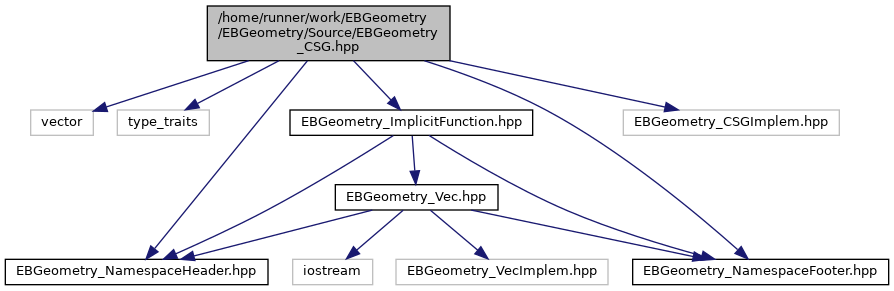 /home/runner/work/EBGeometry
/EBGeometry/Source/EBGeometry
_CSG.hpp
vector
type_traits
EBGeometry_ImplicitFunction.hpp
EBGeometry_CSGImplem.hpp
EBGeometry_Vec.hpp
EBGeometry_NamespaceHeader.hpp
iostream
EBGeometry_VecImplem.hpp
EBGeometry_NamespaceFooter.hpp